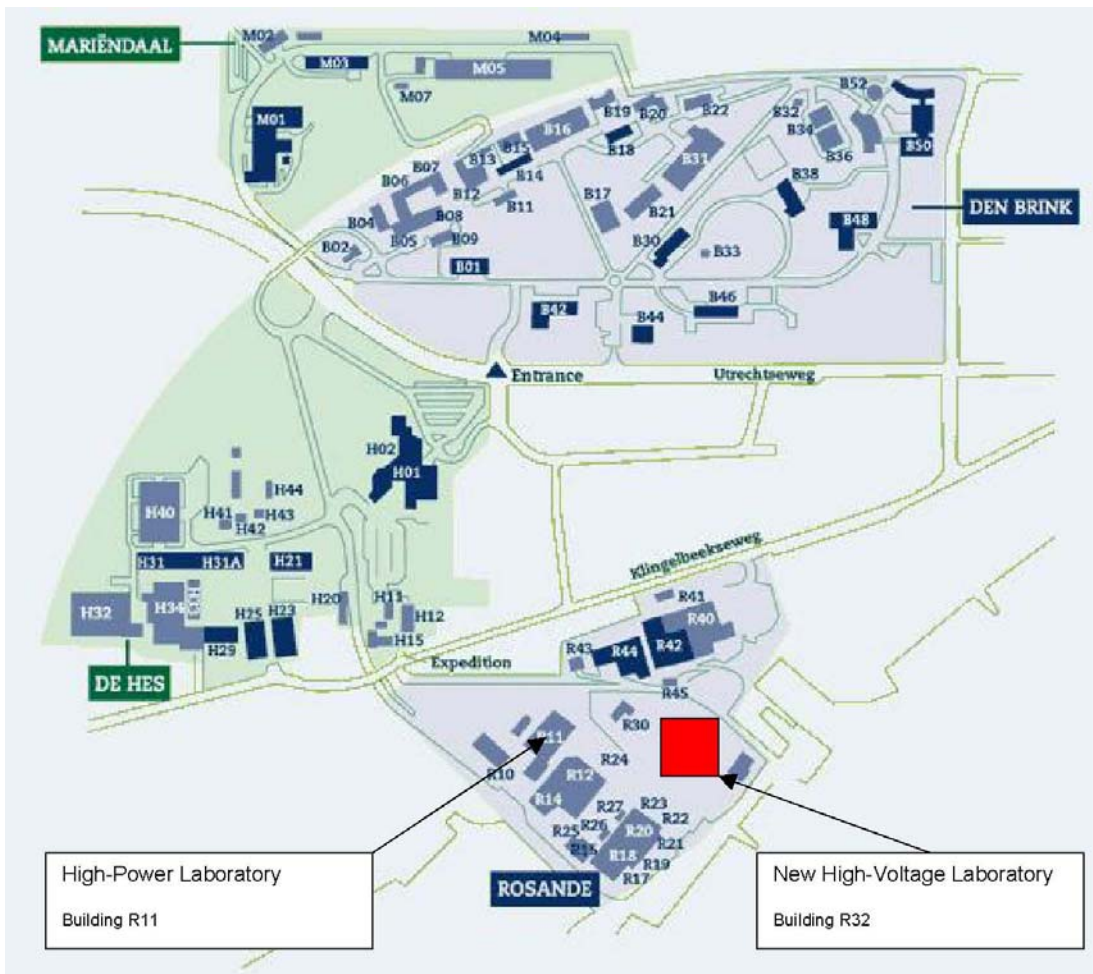 MARIËNDAAL
M02
M04
M03
M05
M07
M01
B52
B19
B20
B22
B32
B16
B34
B15
B18
B36
B50
B13
B31
B14
B07
B38
B06
B12
B11
B17
B21
DEN BRINK
B04
B08
B48
B05
B09
B30
B02
B33
B01
B46
B42
B44
Entrance
Utrechtseweg
H02
H01
H44
H40
H41
H43
H42
Klingelbeekseweg
H31
H31A
H21
R41
H20
H11
H32
H34
H33
H25
H23
H12
R40
H15
R42
H29
R43
R44
Expedition
DE HES
R45
R30
R11
R24
R10
R12
R14
R27
R23
R26
R22
R25
R20
R21
R16
R18
R19
R17
ROSANDE
High-Power Laboratory
Building R11
New High-Voltage Laboratory
Building R32